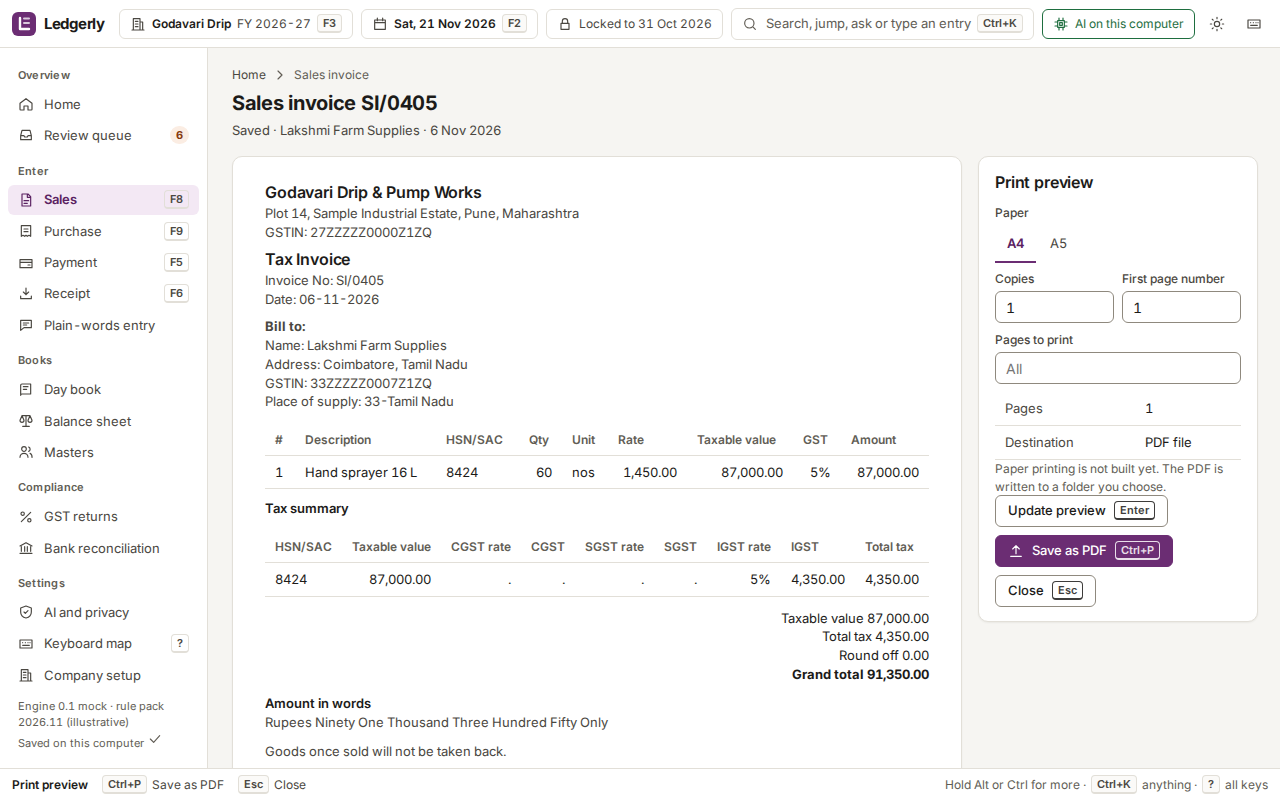 Ledgerly
Godavari Drip FY 2026-27 F3
Sat, 21 Nov 2026 F2
Locked to 31 Oct 2026
Search, jump, ask or type an entry Ctrl+K
AI on this computer
Overview
Home
Review queue 6
Enter
Sales F8
Purchase F9
Payment F5
Receipt F6
Plain-words entry
Books
Day book
Balance sheet
Masters
Compliance
GST returns
Bank reconciliation
Settings
AI and privacy
Keyboard map ?
Company setup
Engine 0.1 mock · rule pack
2026.11 (illustrative)
Saved on this computer
Home Sales invoice
Sales invoice SI/0405
Saved · Lakshmi Farm Supplies · 6 Nov 2026
Godavari Drip & Pump Works
Plot 14, Sample Industrial Estate, Pune, Maharashtra
GSTIN: 27ZZZZZ0000Z1ZQ
Tax Invoice
Invoice No: SI/0405
Date: 06-11-2026
Bill to:
Name: Lakshmi Farm Supplies
Address: Coimbatore, Tamil Nadu
GSTIN: 33ZZZZZ0007Z1ZQ
Place of supply: 33-Tamil Nadu
# Description HSN/SAC Qty Unit Rate Taxable value GST Amount
1 Hand sprayer 16 L 8424 60 nos 1,450.00 87,000.00 5% 87,000.00
Tax summary
HSN/SAC Taxable value CGST rate CGST SGST rate SGST IGST rate IGST Total tax
8424 87,000.00 . . . . 5% 4,350.00 4,350.00
Taxable value 87,000.00
Total tax 4,350.00
Round off 0.00
Grand total 91,350.00
Amount in words
Rupees Ninety One Thousand Three Hundred Fifty Only
Goods once sold will not be taken back.
Print preview
Paper
A4 A5
Copies First page number
1 1
Pages to print
All
Pages 1
Destination PDF file
Paper printing is not built yet. The PDF is
written to a folder you choose.
Update preview Enter
Save as PDF Ctrl+P
Close Esc
Print preview Ctrl+P Save as PDF Esc Close
Hold Alt or Ctrl for more · Ctrl+K anything · ? all keys